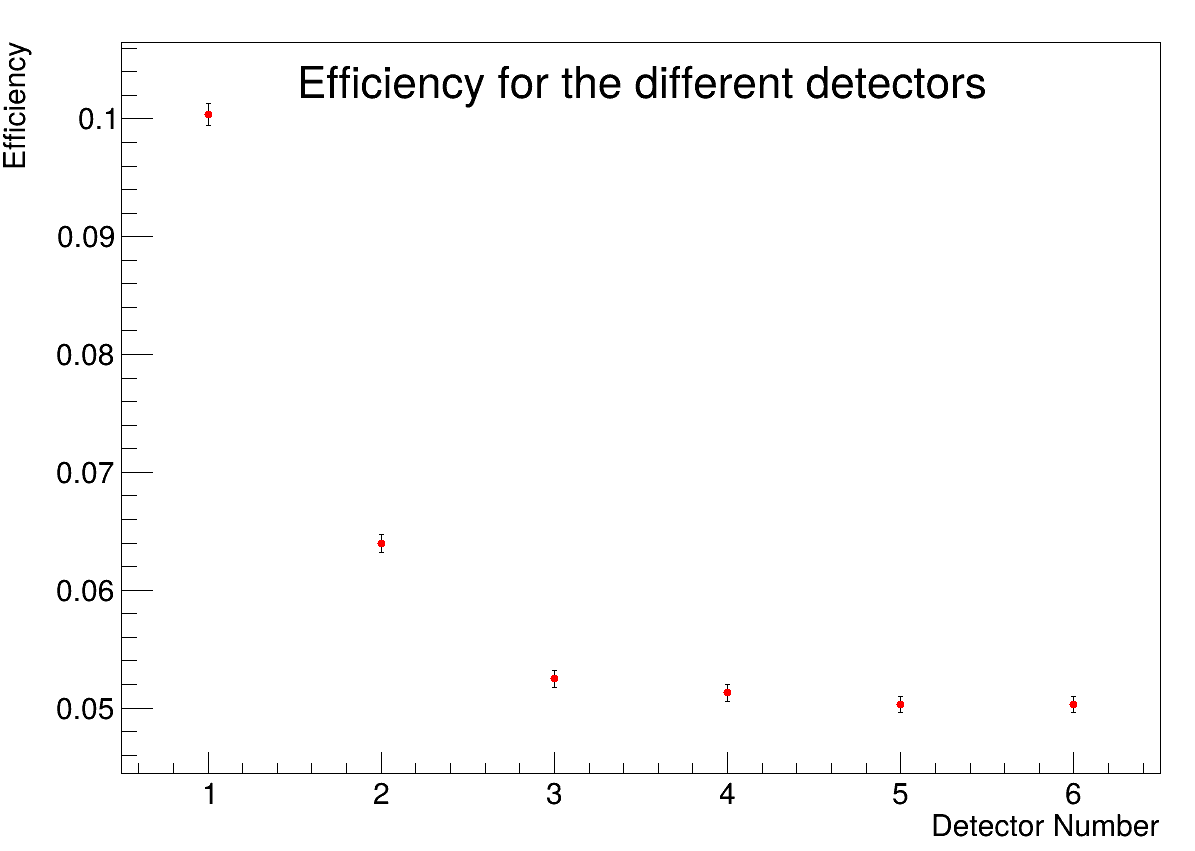 Efficiency for the different detectors
Efficiency
0.1
0.09
0.08
0.07
0.06
0.05
1 2 3 4 5 6
Detector Number